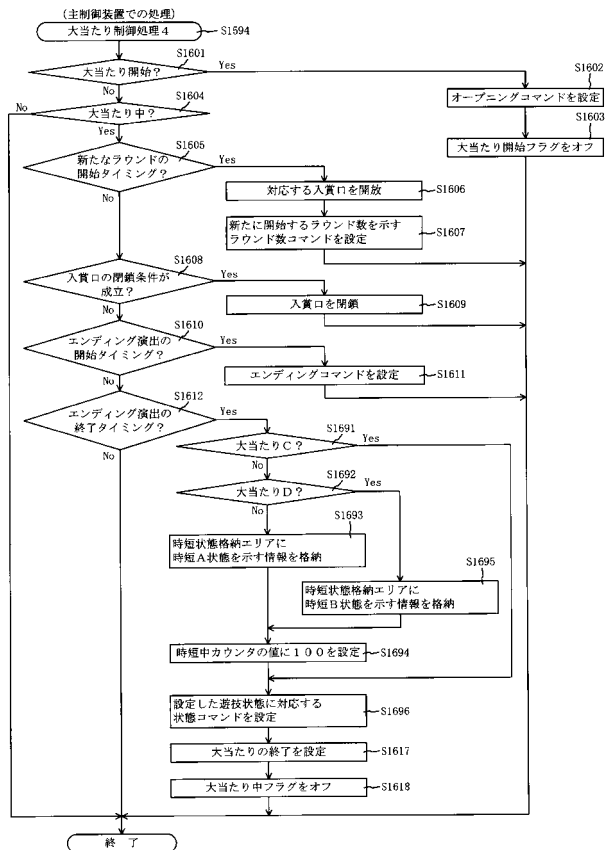 (主制御装置での処理)
大当たり制御処理4
S1594
S1601
大当たり開始?
Yes
No
S1602
オープニングコマンドを設定
S1603
大当たり開始フラグをオフ
S1604
大当たり中?
No
Yes
S1605
新たなラウンドの
開始タイミング?
Yes
No
対応する入賞口を開放
S1606
新たに開始するラウンド数を示す
ラウンド数コマンドを設定
S1607
S1608
入賞口の閉鎖条件が
成立?
Yes
No
入賞口を閉鎖
S1609
S1610
エンディング演出の
開始タイミング?
Yes
No
エンディングコマンドを設定
S1611
S1612
エンディング演出の
終了タイミング?
Yes
No
S1691
大当たりC?
Yes
No
S1692
大当たりD?
Yes
No
S1693
時短状態格納エリアに
時短A状態を示す情報を格納
S1695
時短状態格納エリアに
時短B状態を示す情報を格納
時短中カウンタの値に100を設定
S1694
設定した遊技状態に対応する
状態コマンドを設定
S1696
大当たりの終了を設定
S1617
大当たり中フラグをオフ
S1618
終 了